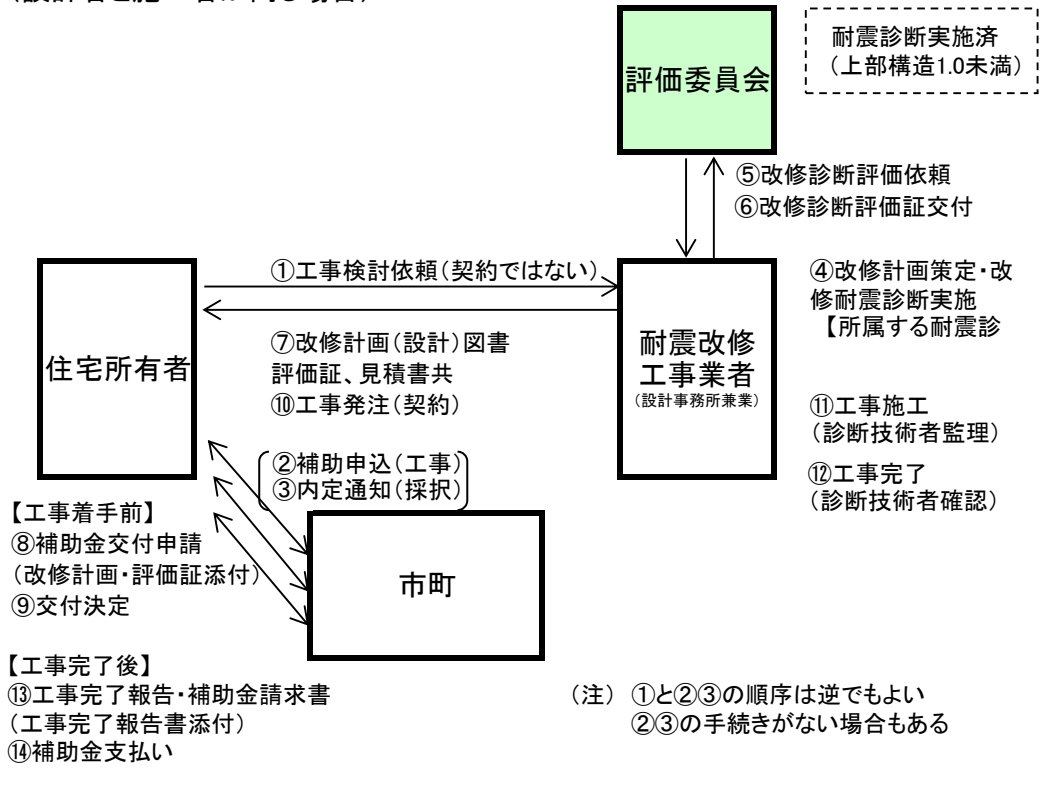 評価委員会
耐震診断実施済
（上部構造1.0未満）
⑤改修診断評価依頼
⑥改修診断評価証交付
①工事検討依頼（契約ではない）
住宅所有者
耐震改修
工事業者
（設計事務所兼業）
④改修計画策定・改
修耐震診断実施
【所属する耐震診
⑦改修計画（設計）図書
評価証、見積書共
⑩工事発注（契約）
⑪工事施工
（診断技術者監理）
⑫工事完了
（診断技術者確認）
②補助申込（工事）
③内定通知（採択）
【工事着手前】
⑧補助金交付申請
（改修計画・評価証添付）
⑨交付決定
市町
【工事完了後】
⑬工事完了報告・補助金請求書
（工事完了報告書添付）
⑭補助金支払い
（注） ①と②③の順序は逆でもよい
②③の手続きがない場合もある